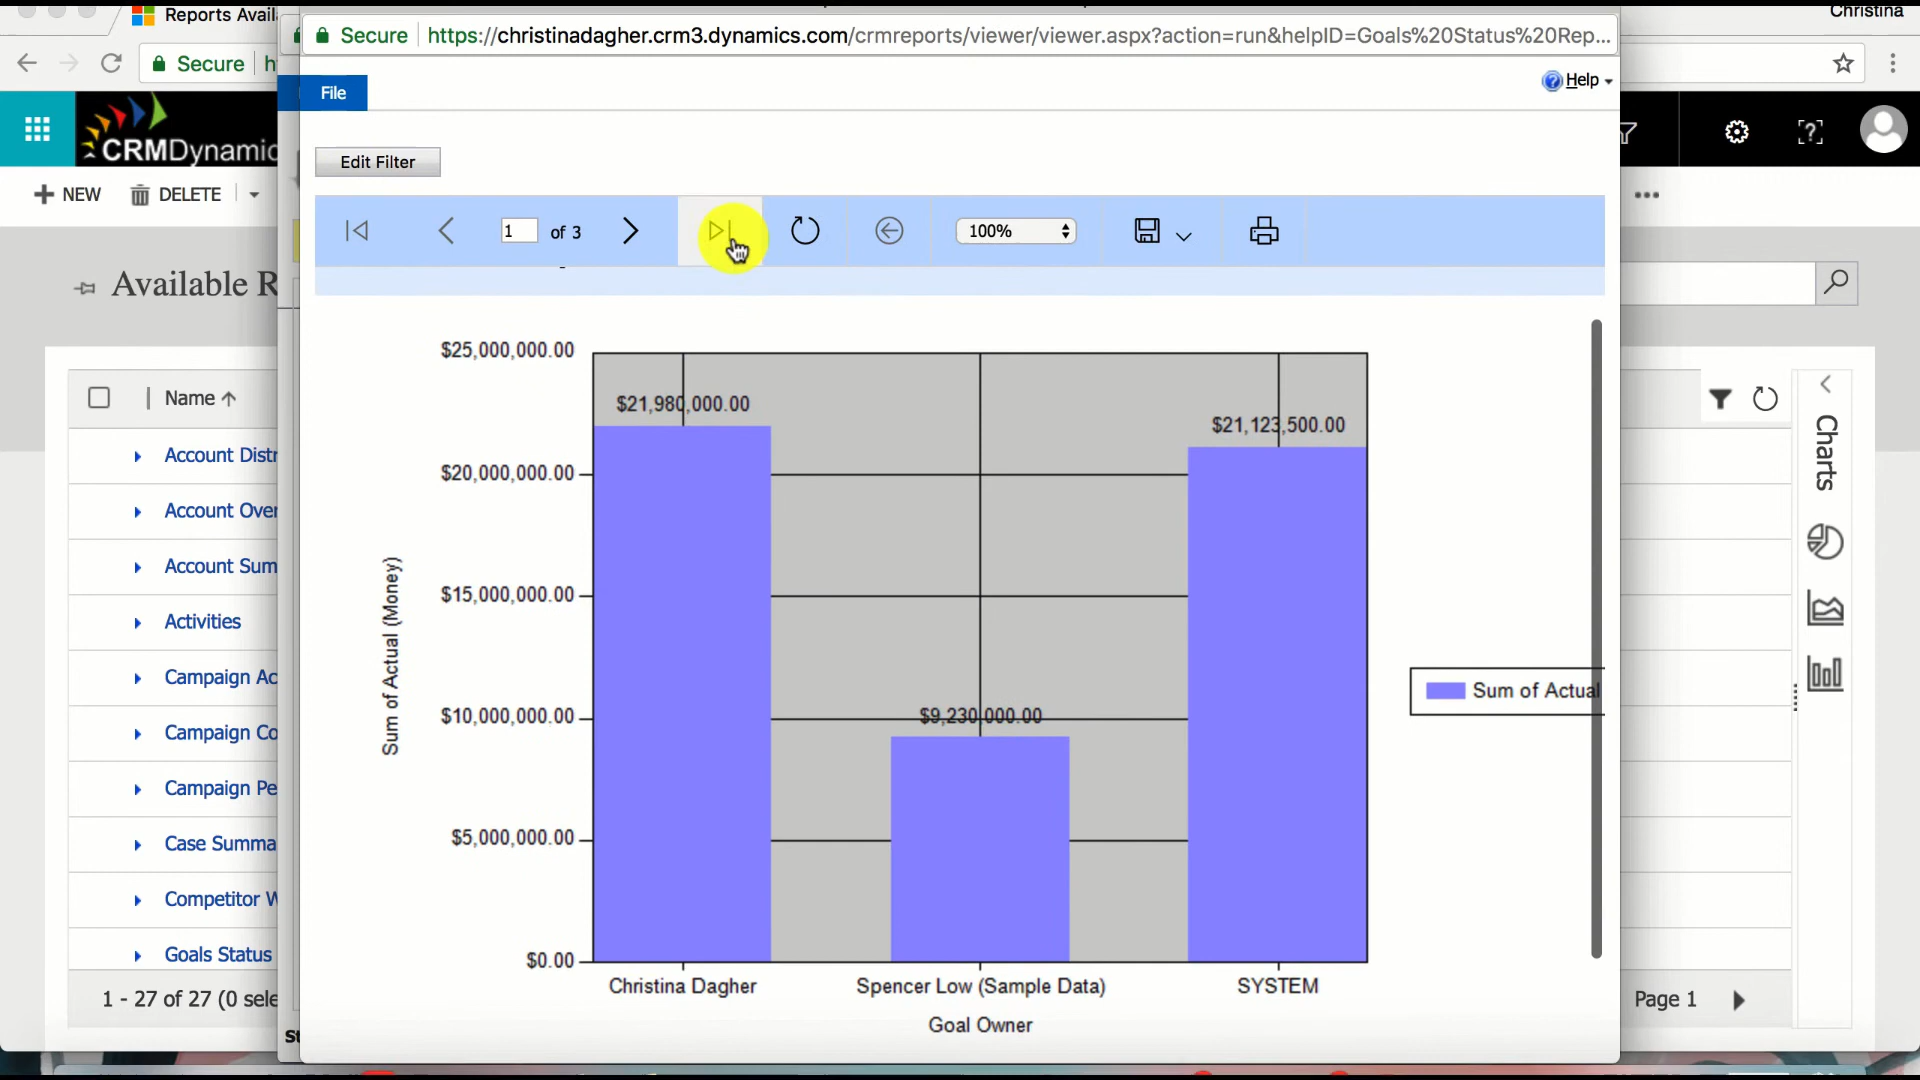 Reports Avail
Christina
Secure
https://christinadagher.crm3.dynamics.com/crmreports/viewer/viewer.aspx?action=run&helpID=Goals%20Status%20Rep...
Secure
File
Help
CRMDynamic
Edit Filter
NEW
DELETE
1 of 3
100%
Available R
$25,000,000.00
$21,980,000.00
$21,123,500.00
Name
Account Distr
Charts
$20,000,000.00
Account Over
Account Sum
$15,000,000.00
Activities
Sum of Actual (Money)
Campaign Ac
Sum of Actual
$10,000,000.00
$9,230,000.00
Campaign Co
Campaign Pe
$5,000,000.00
Case Summa
Competitor W
Goals Status
$0.00
Christina Dagher
Spencer Low (Sample Data)
SYSTEM
1 - 27 of 27 (0 sele
Page 1
Goal Owner